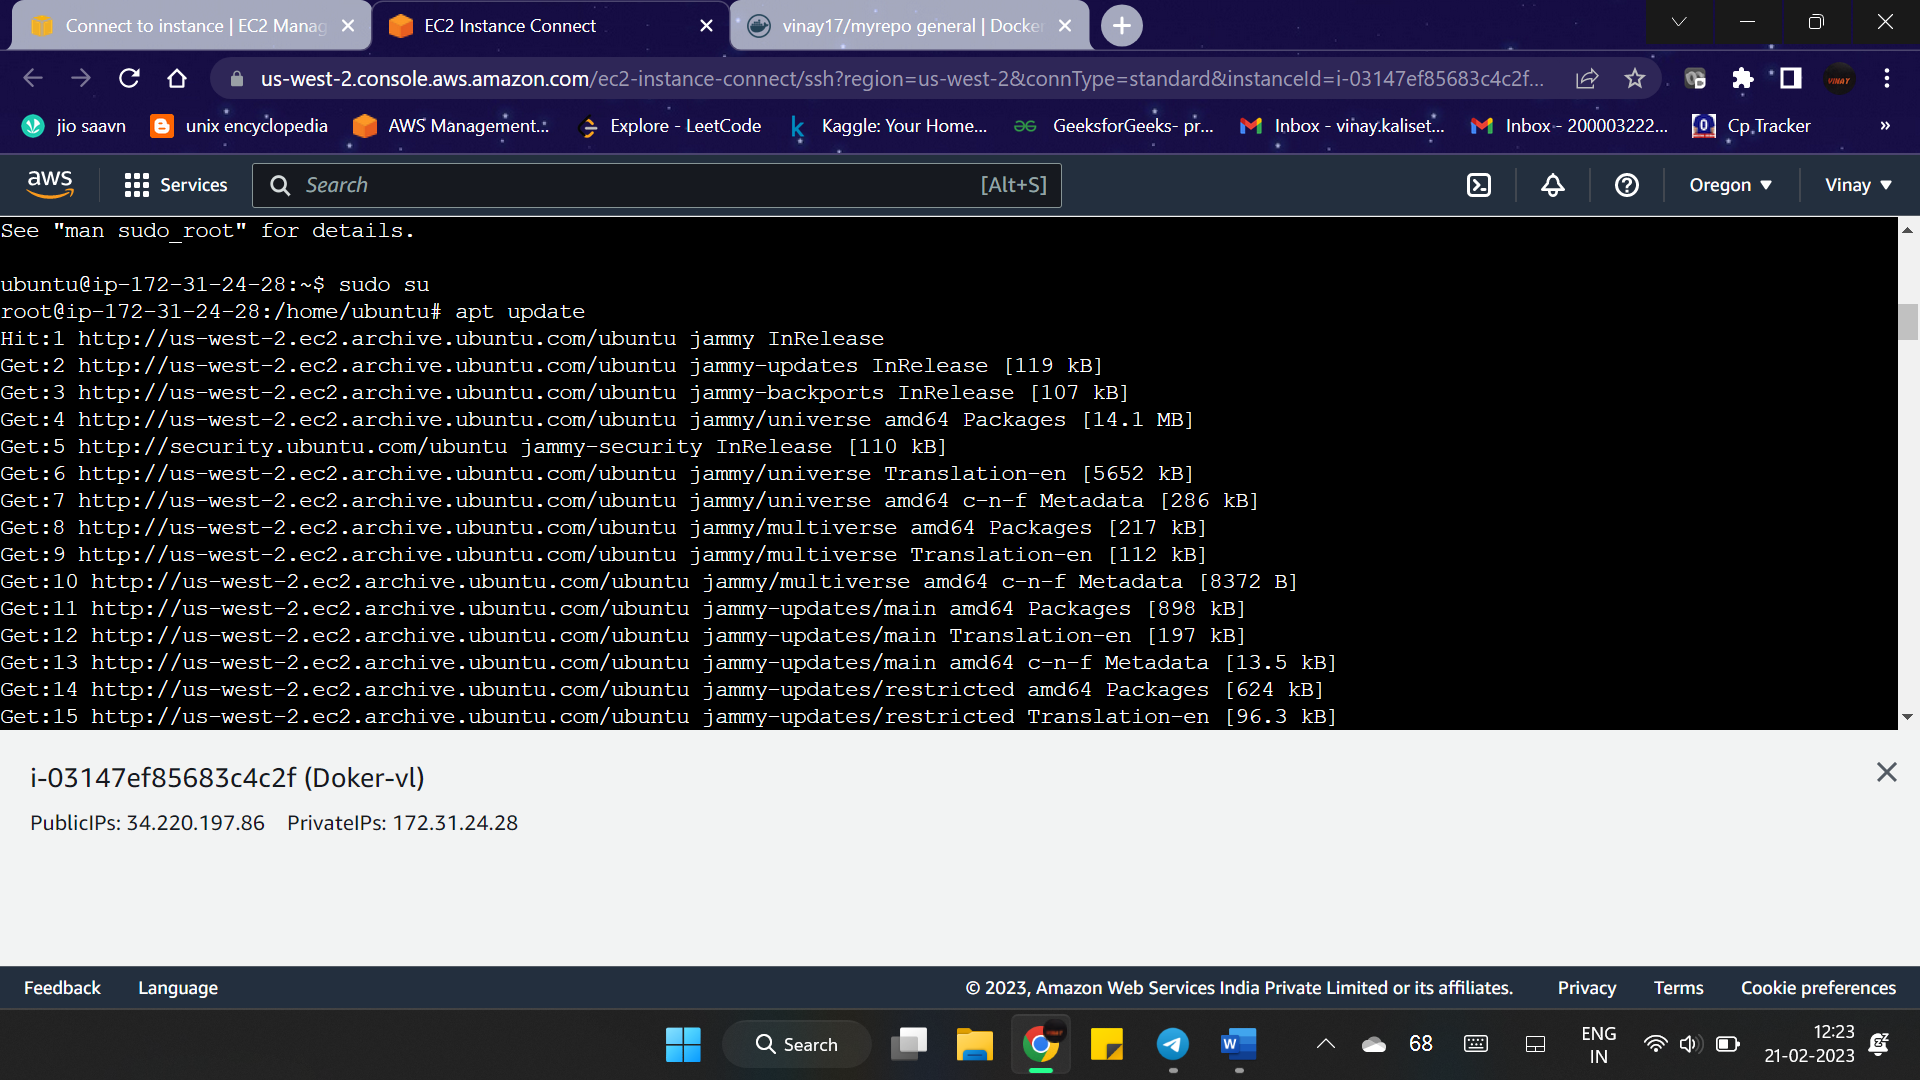 Connect to instance | EC2 Manag
EC2 Instance Connect
vinay17/myrepo general | Docke
us-west-2.console.aws.amazon.com/ec2-instance-connect/ssh?region=us-west-2&connType=standard&instanceId=i-03147ef85683c4c2f...
VINAY
jio saavn
unix encyclopedia
AWS Management...
Explore - LeetCode
Kaggle: Your Home...
GeeksforGeeks- pr...
Inbox - vinay.kaliset...
Inbox - 200003222...
Cp Tracker
»
aws
Services
Search
[Alt+S]
Oregon
Vinay
See "man sudo_root" for details.
ubuntu@ip-172-31-24-28:~$ sudo su
root@ip-172-31-24-28:/home/ubuntu# apt update
Hit:1 http://us-west-2.ec2.archive.ubuntu.com/ubuntu jammy InRelease
Get:2 http://us-west-2.ec2.archive.ubuntu.com/ubuntu jammy-updates InRelease [119 kB]
Get:3 http://us-west-2.ec2.archive.ubuntu.com/ubuntu jammy-backports InRelease [107 kB]
Get:4 http://us-west-2.ec2.archive.ubuntu.com/ubuntu jammy/universe amd64 Packages [14.1 MB]
Get:5 http://security.ubuntu.com/ubuntu jammy-security InRelease [110 kB]
Get:6 http://us-west-2.ec2.archive.ubuntu.com/ubuntu jammy/universe Translation-en [5652 kB]
Get:7 http://us-west-2.ec2.archive.ubuntu.com/ubuntu jammy/universe amd64 c-n-f Metadata [286 kB]
Get:8 http://us-west-2.ec2.archive.ubuntu.com/ubuntu jammy/multiverse amd64 Packages [217 kB]
Get:9 http://us-west-2.ec2.archive.ubuntu.com/ubuntu jammy/multiverse Translation-en [112 kB]
Get:10 http://us-west-2.ec2.archive.ubuntu.com/ubuntu jammy/multiverse amd64 c-n-f Metadata [8372 B]
Get:11 http://us-west-2.ec2.archive.ubuntu.com/ubuntu jammy-updates/main amd64 Packages [898 kB]
Get:12 http://us-west-2.ec2.archive.ubuntu.com/ubuntu jammy-updates/main Translation-en [197 kB]
Get:13 http://us-west-2.ec2.archive.ubuntu.com/ubuntu jammy-updates/main amd64 c-n-f Metadata [13.5 kB]
Get:14 http://us-west-2.ec2.archive.ubuntu.com/ubuntu jammy-updates/restricted amd64 Packages [624 kB]
Get:15 http://us-west-2.ec2.archive.ubuntu.com/ubuntu jammy-updates/restricted Translation-en [96.3 kB]
i-03147ef85683c4c2f (Doker-vl)
PublicIPs: 34.220.197.86 PrivateIPs: 172.31.24.28
Feedback
Language
© 2023, Amazon Web Services India Private Limited or its affiliates.
Privacy
Terms
Cookie preferences
Search
68
ENG
IN
12:23
21-02-2023